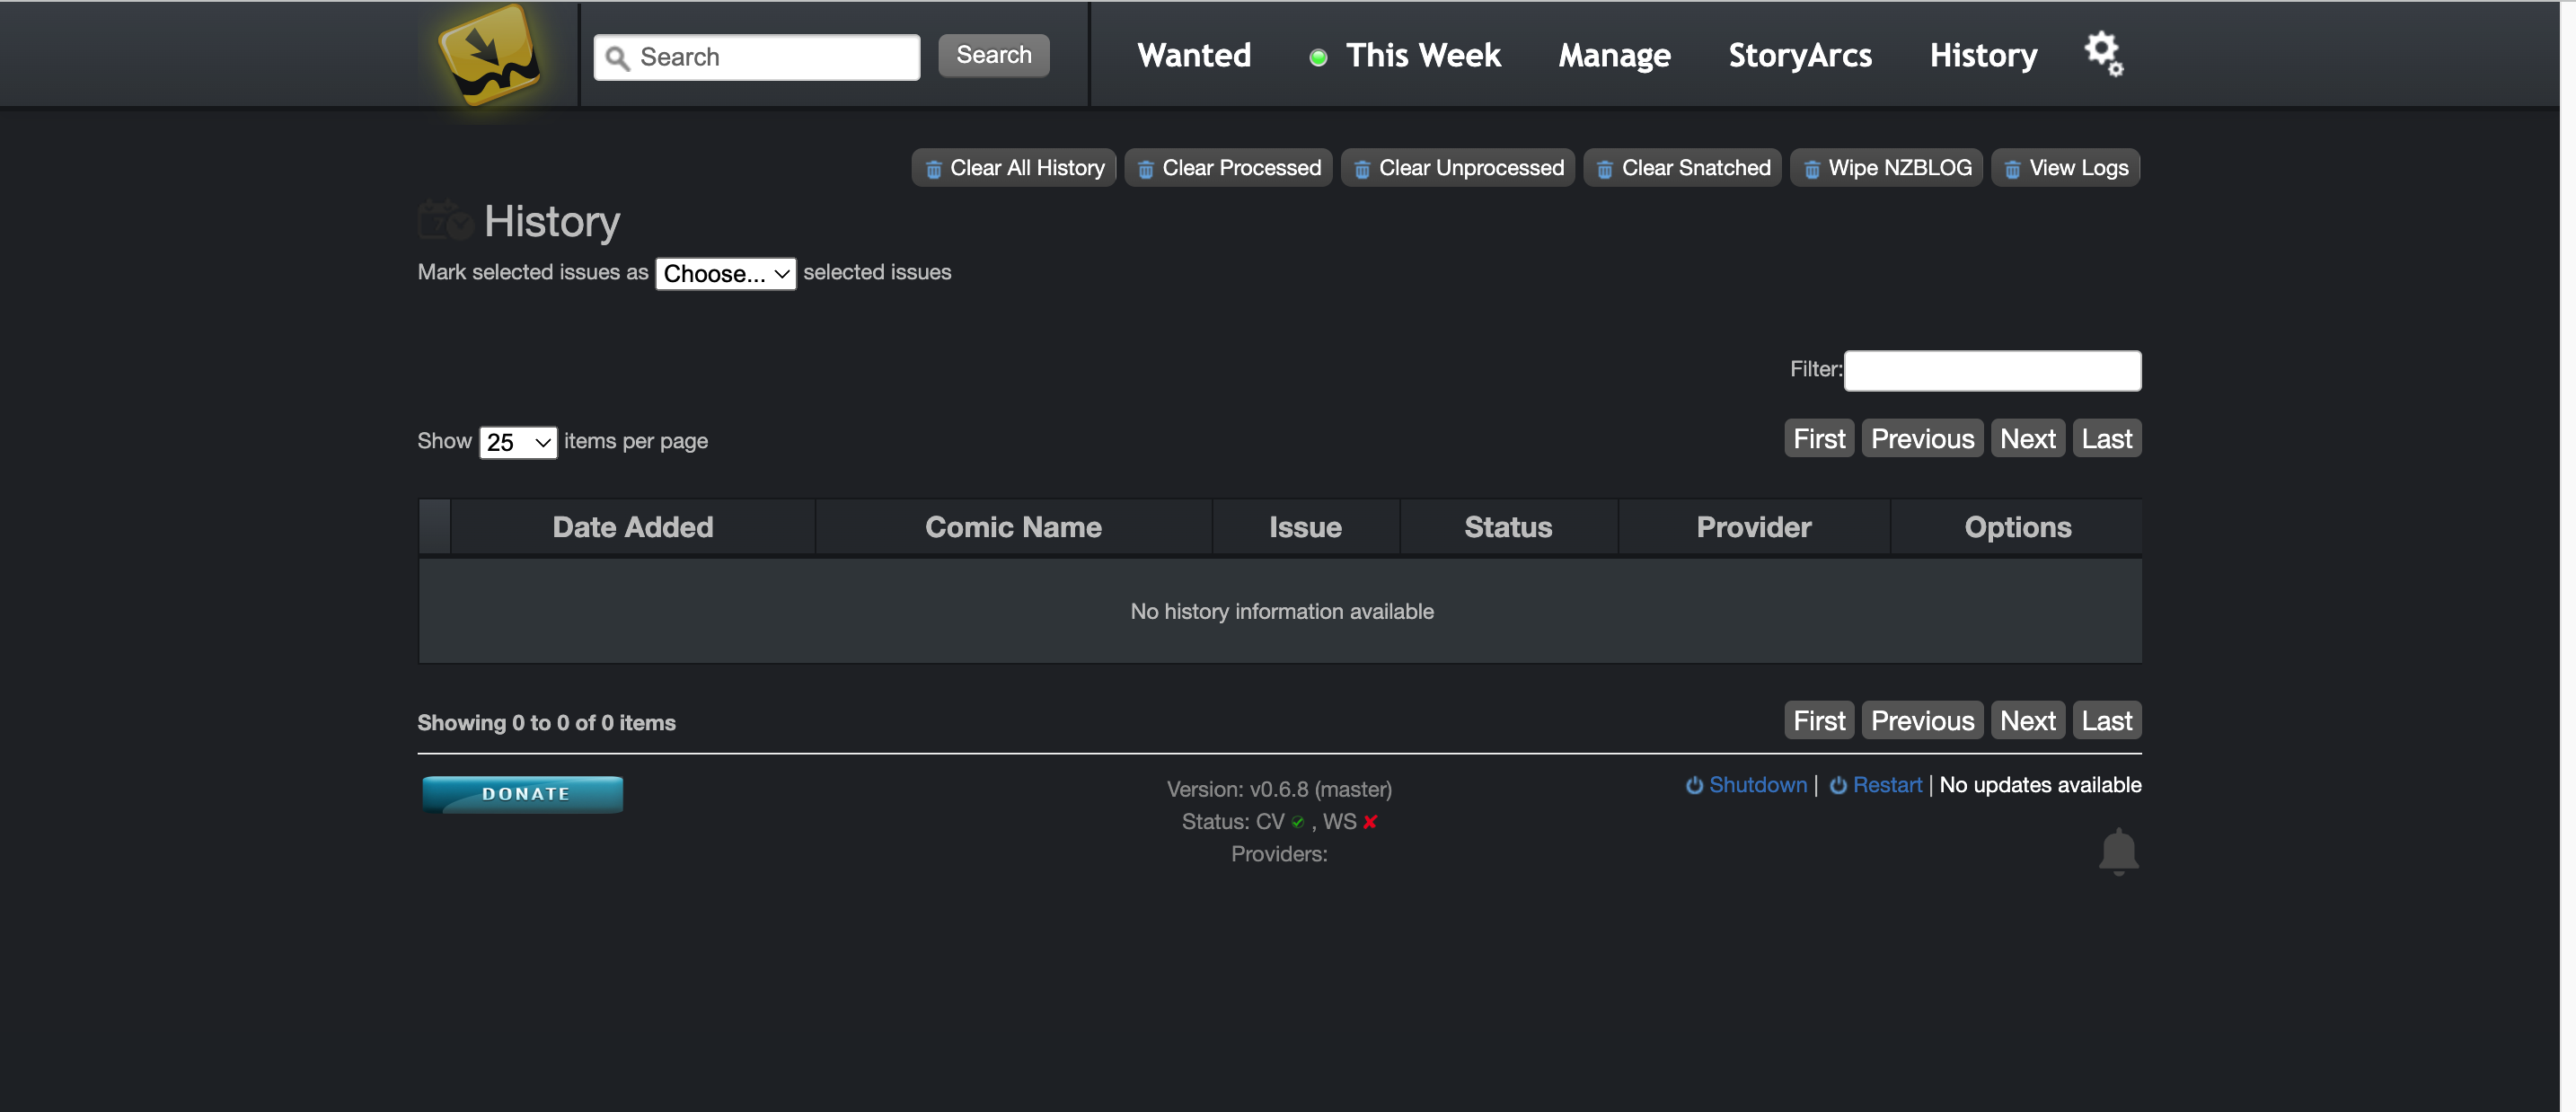 Search Search Wanted This Week Manage StoryArcs History
Clear All History Clear Processed Clear Unprocessed Clear Snatched Wipe NZBLOG View Logs
7 History
Mark selected issues as Choose... selected issues
Filter:
Show 25 items per page First Previous Next Last
Date Added Comic Name Issue Status Provider Options
No history information available
Showing 0 to 0 of 0 items First Previous Next Last
DONATE Version: v0.6.8 (master) Shutdown | Restart | No updates available
Status: CV , WS
Providers: